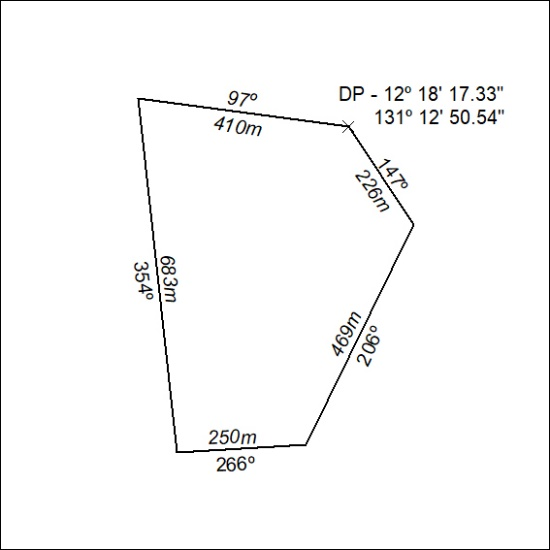 97º
410m
DP - 12º 18' 17.33"
131º 12' 50.54"
147º
226m
683m
354º
469m
206º
250m
266º